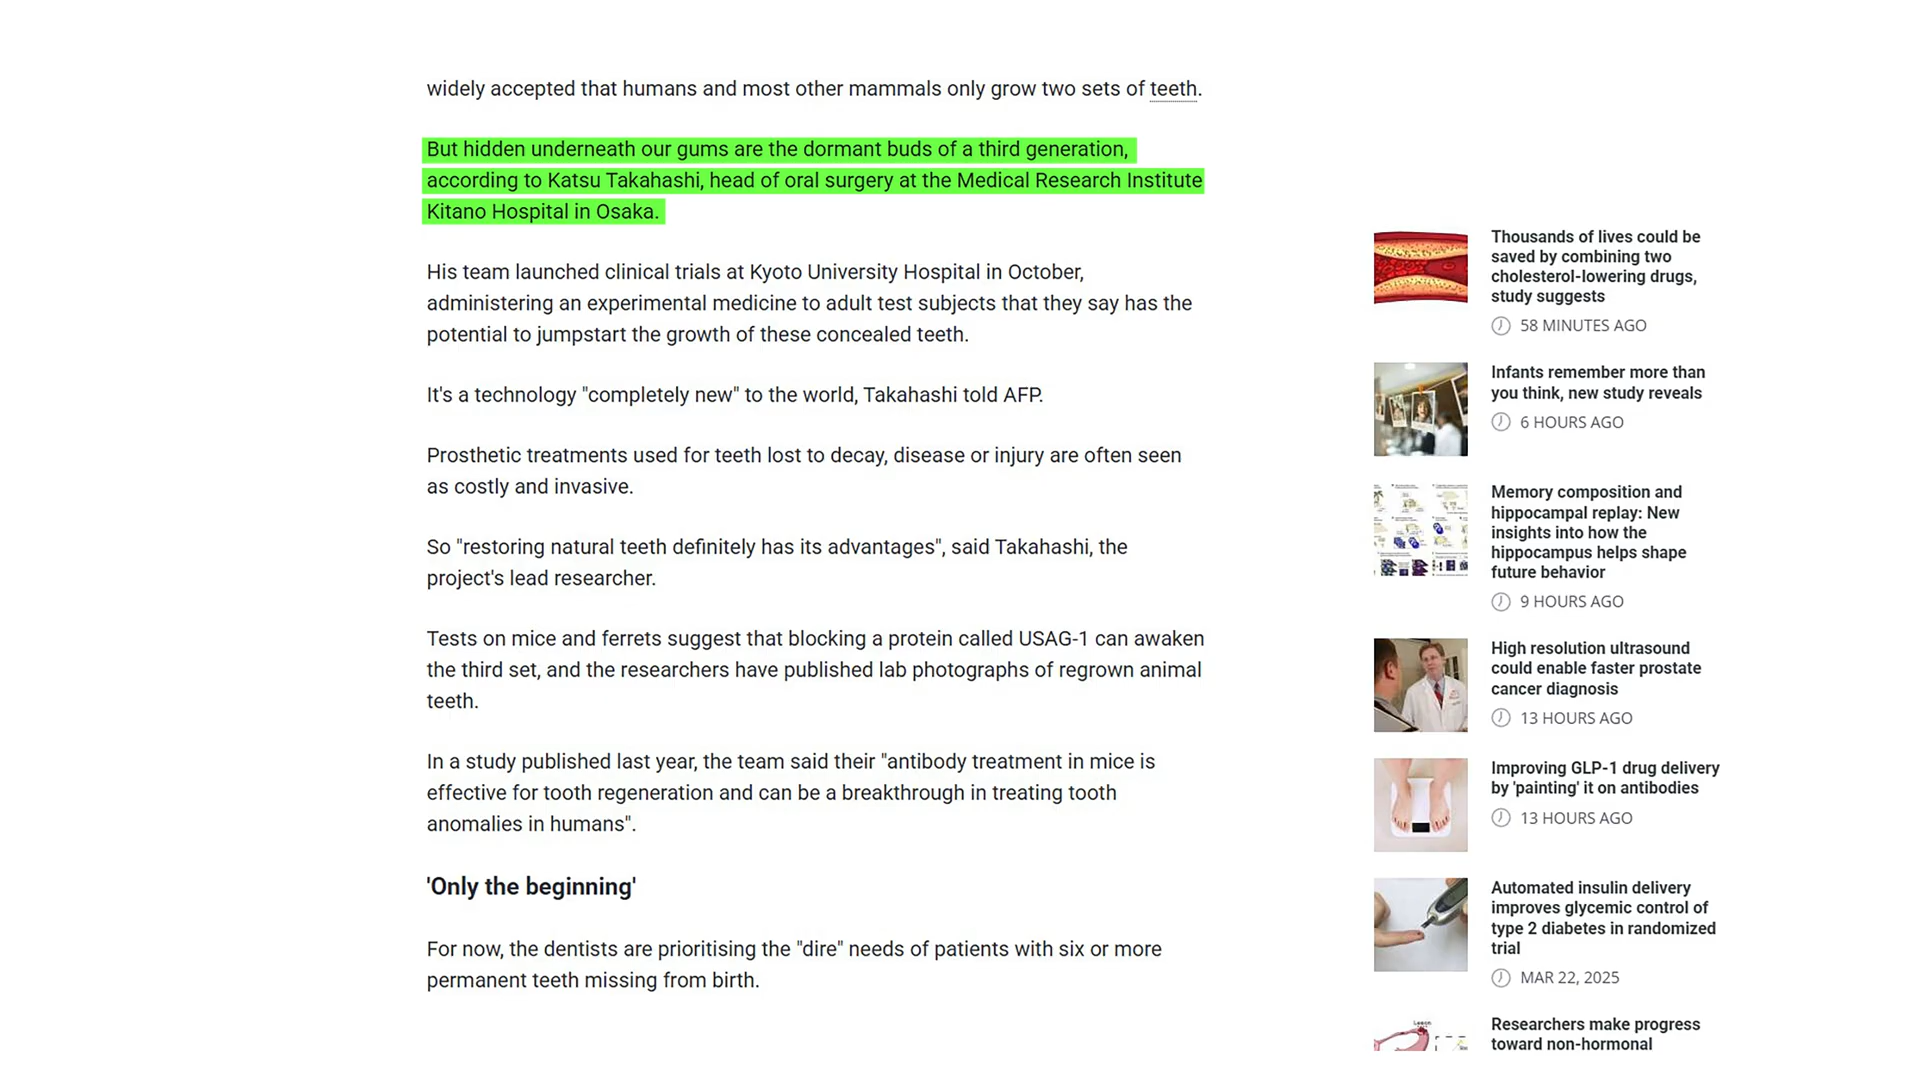 widely accepted that humans and most other mammals only grow two sets of teeth.
But hidden underneath our gums are the dormant buds of a third generation,
according to Katsu Takahashi, head of oral surgery at the Medical Research Institute
Kitano Hospital in Osaka.
His team launched clinical trials at Kyoto University Hospital in October,
administering an experimental medicine to adult test subjects that they say has the
potential to jumpstart the growth of these concealed teeth.
It's a technology "completely new" to the world, Takahashi told AFP.
Prosthetic treatments used for teeth lost to decay, disease or injury are often seen
as costly and invasive.
So "restoring natural teeth definitely has its advantages", said Takahashi, the
project's lead researcher.
Tests on mice and ferrets suggest that blocking a protein called USAG-1 can awaken
the third set, and the researchers have published lab photographs of regrown animal
teeth.
In a study published last year, the team said their "antibody treatment in mice is
effective for tooth regeneration and can be a breakthrough in treating tooth
anomalies in humans".
'Only the beginning'
For now, the dentists are prioritising the "dire" needs of patients with six or more
permanent teeth missing from birth.
Thousands of lives could be
saved by combining two
cholesterol-lowering drugs,
study suggests
58 MINUTES AGO
Infants remember more than
you think, new study reveals
6 HOURS AGO
Memory composition and
hippocampal replay: New
insights into how the
hippocampus helps shape
future behavior
9 HOURS AGO
High resolution ultrasound
could enable faster prostate
cancer diagnosis
13 HOURS AGO
Improving GLP-1 drug delivery
by 'painting' it on antibodies
13 HOURS AGO
Automated insulin delivery
improves glycemic control of
type 2 diabetes in randomized
trial
MAR 22, 2025
Researchers make progress
toward non-hormonal